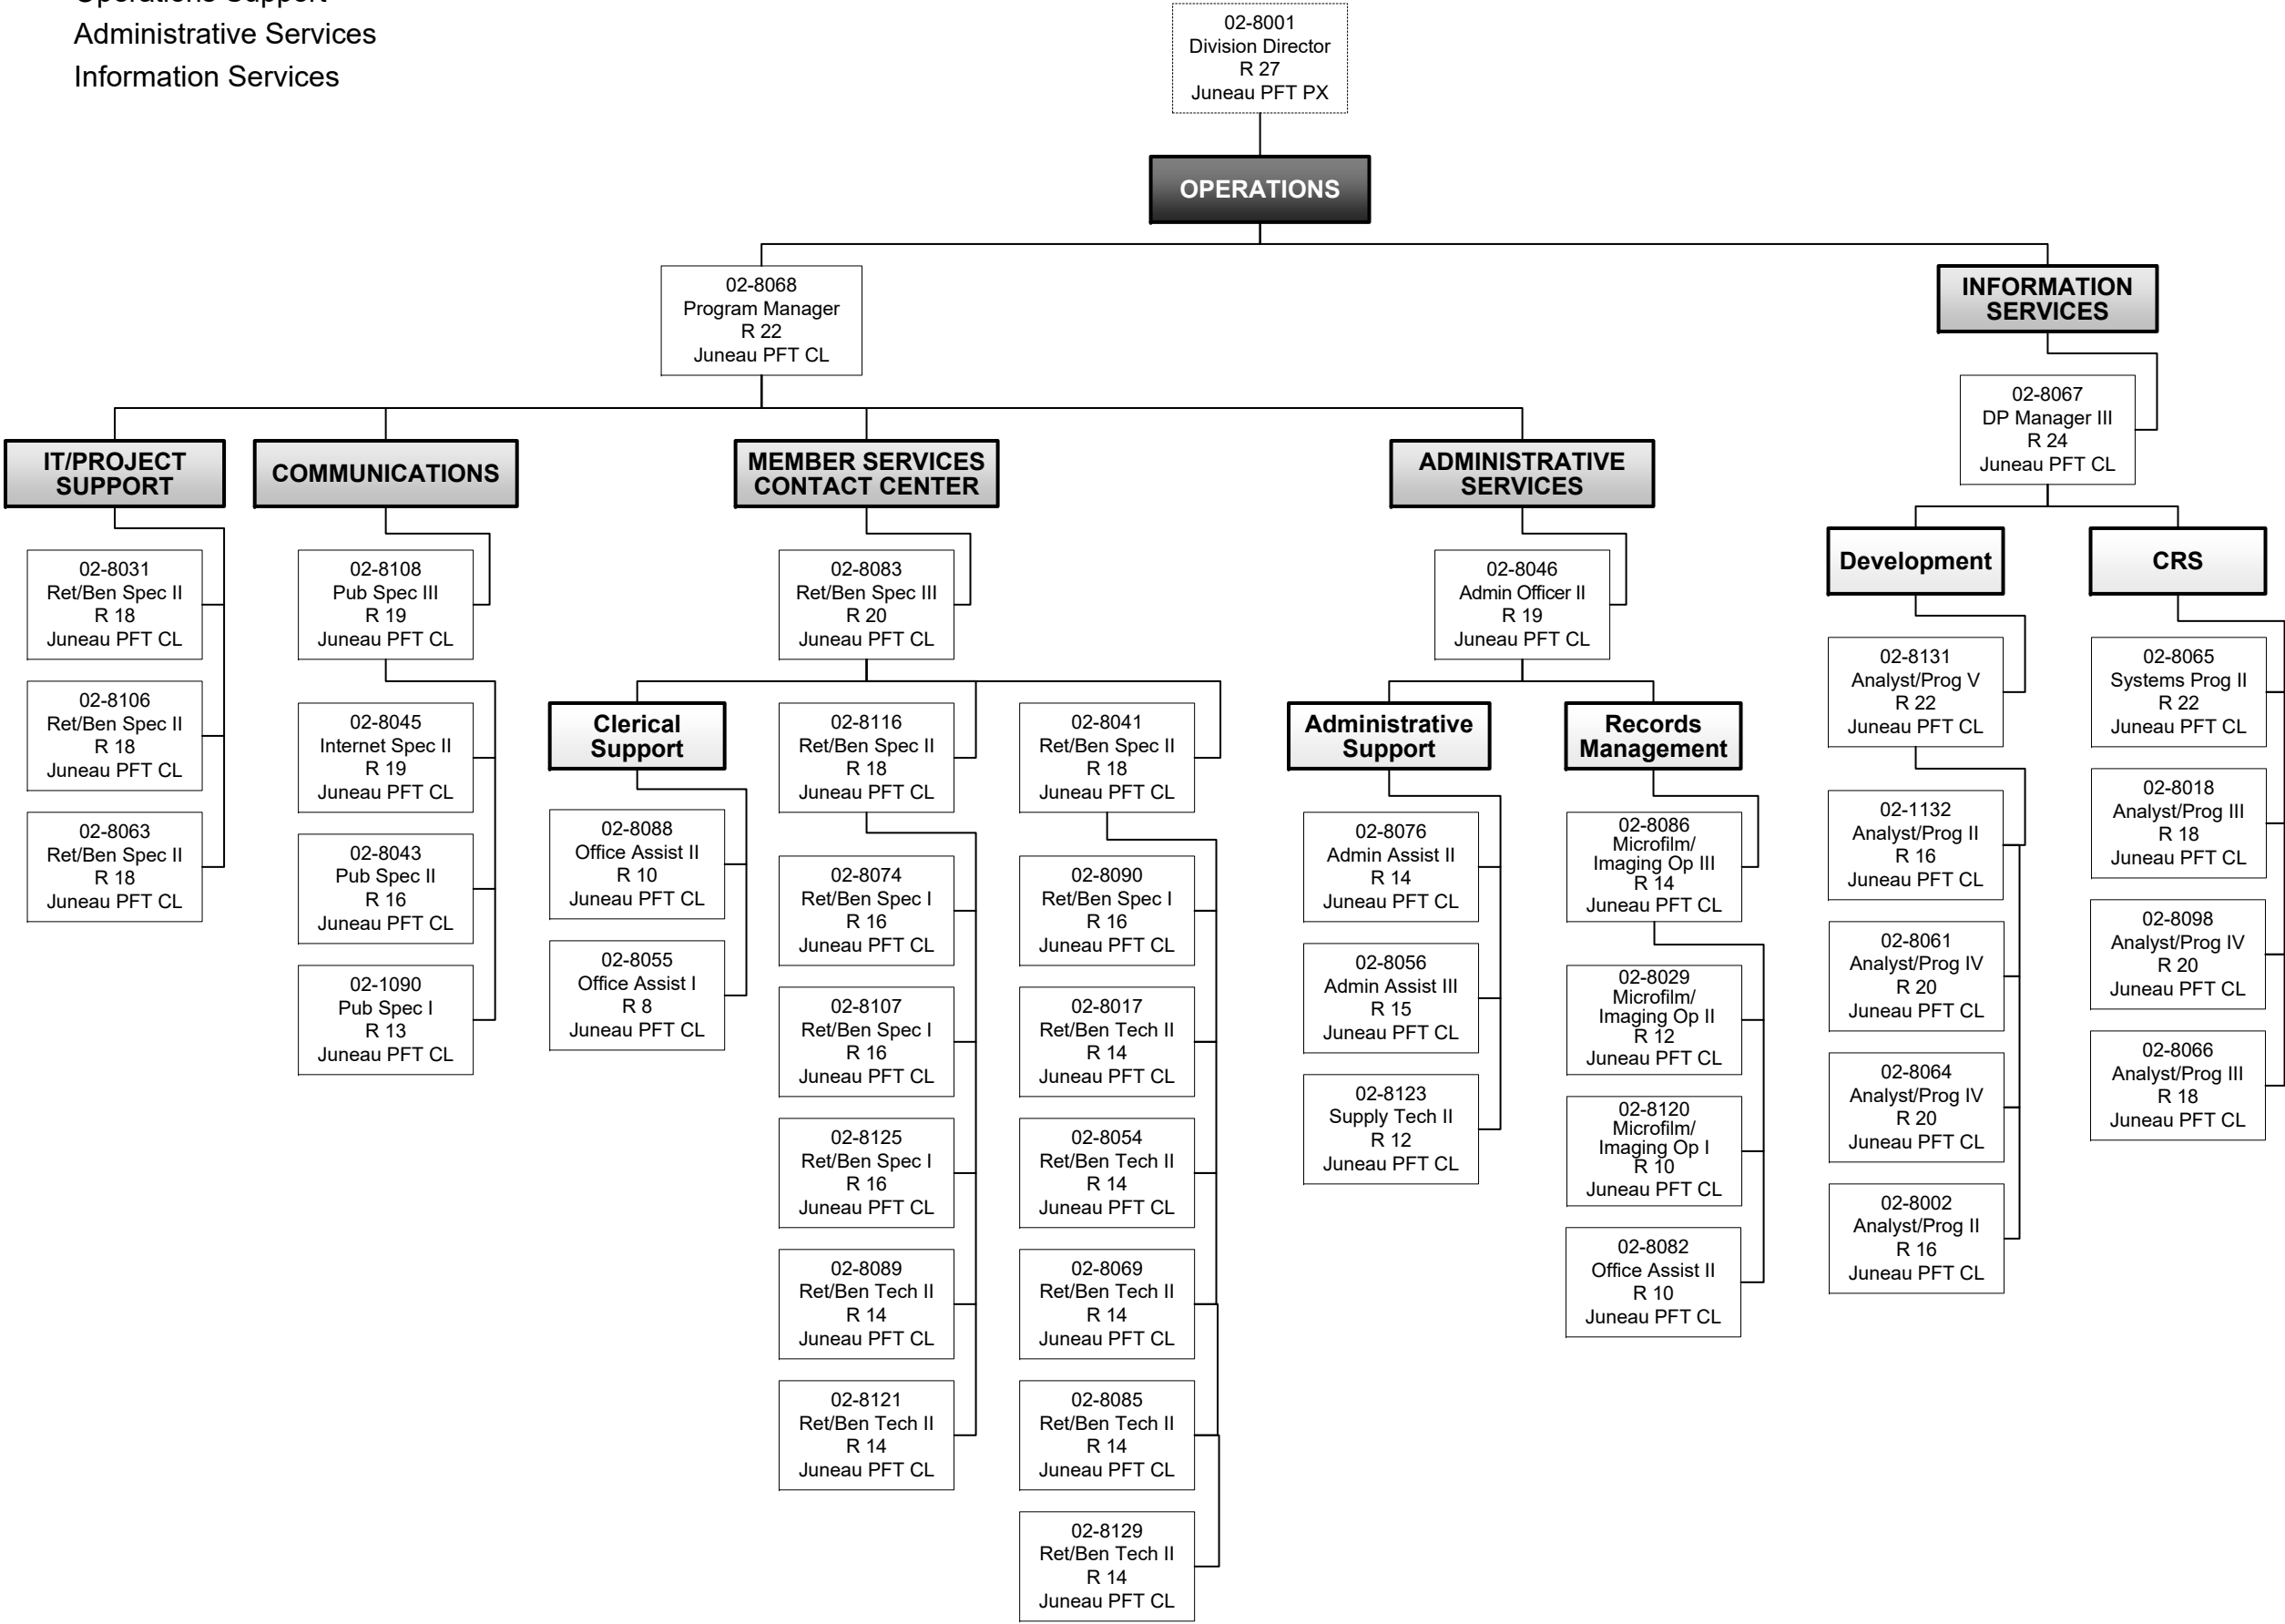 Operations Support
Administrative Services
Information Services
02-8001
Division Director
R 27
Juneau PFT PX
OPERATIONS
02-8068
Program Manager
R 22
Juneau PFT CL
INFORMATION
SERVICES
02-8067
DP Manager III
R 24
Juneau PFT CL
IT/PROJECT
SUPPORT
02-8031
Ret/Ben Spec II
R 18
Juneau PFT CL
02-8106
Ret/Ben Spec II
R 18
Juneau PFT CL
02-8063
Ret/Ben Spec II
R 18
Juneau PFT CL
COMMUNICATIONS
02-8108
Pub Spec III
R 19
Juneau PFT CL
02-8045
Internet Spec II
R 19
Juneau PFT CL
02-8043
Pub Spec II
R 16
Juneau PFT CL
02-1090
Pub Spec I
R 13
Juneau PFT CL
MEMBER SERVICES
CONTACT CENTER
02-8083
Ret/Ben Spec III
R 20
Juneau PFT CL
Clerical
Support
02-8088
Office Assist II
R 10
Juneau PFT CL
02-8055
Office Assist I
R 8
Juneau PFT CL
02-8116
Ret/Ben Spec II
R 18
Juneau PFT CL
02-8074
Ret/Ben Spec I
R 16
Juneau PFT CL
02-8107
Ret/Ben Spec I
R 16
Juneau PFT CL
02-8125
Ret/Ben Spec I
R 16
Juneau PFT CL
02-8089
Ret/Ben Tech II
R 14
Juneau PFT CL
02-8121
Ret/Ben Tech II
R 14
Juneau PFT CL
02-8041
Ret/Ben Spec II
R 18
Juneau PFT CL
02-8090
Ret/Ben Spec I
R 16
Juneau PFT CL
02-8017
Ret/Ben Tech II
R 14
Juneau PFT CL
02-8054
Ret/Ben Tech II
R 14
Juneau PFT CL
02-8069
Ret/Ben Tech II
R 14
Juneau PFT CL
02-8085
Ret/Ben Tech II
R 14
Juneau PFT CL
02-8129
Ret/Ben Tech II
R 14
Juneau PFT CL
ADMINISTRATIVE
SERVICES
02-8046
Admin Officer II
R 19
Juneau PFT CL
Administrative
Support
02-8076
Admin Assist II
R 14
Juneau PFT CL
02-8056
Admin Assist III
R 15
Juneau PFT CL
02-8123
Supply Tech II
R 12
Juneau PFT CL
Records
Management
02-8086
Microfilm/
Imaging Op III
R 14
Juneau PFT CL
02-8029
Microfilm/
Imaging Op II
R 12
Juneau PFT CL
02-8120
Microfilm/
Imaging Op I
R 10
Juneau PFT CL
02-8082
Office Assist II
R 10
Juneau PFT CL
Development
02-8131
Analyst/Prog V
R 22
Juneau PFT CL
02-1132
Analyst/Prog II
R 16
Juneau PFT CL
02-8061
Analyst/Prog IV
R 20
Juneau PFT CL
02-8064
Analyst/Prog IV
R 20
Juneau PFT CL
02-8002
Analyst/Prog II
R 16
Juneau PFT CL
CRS
02-8065
Systems Prog II
R 22
Juneau PFT CL
02-8018
Analyst/Prog III
R 18
Juneau PFT CL
02-8098
Analyst/Prog IV
R 20
Juneau PFT CL
02-8066
Analyst/Prog III
R 18
Juneau PFT CL